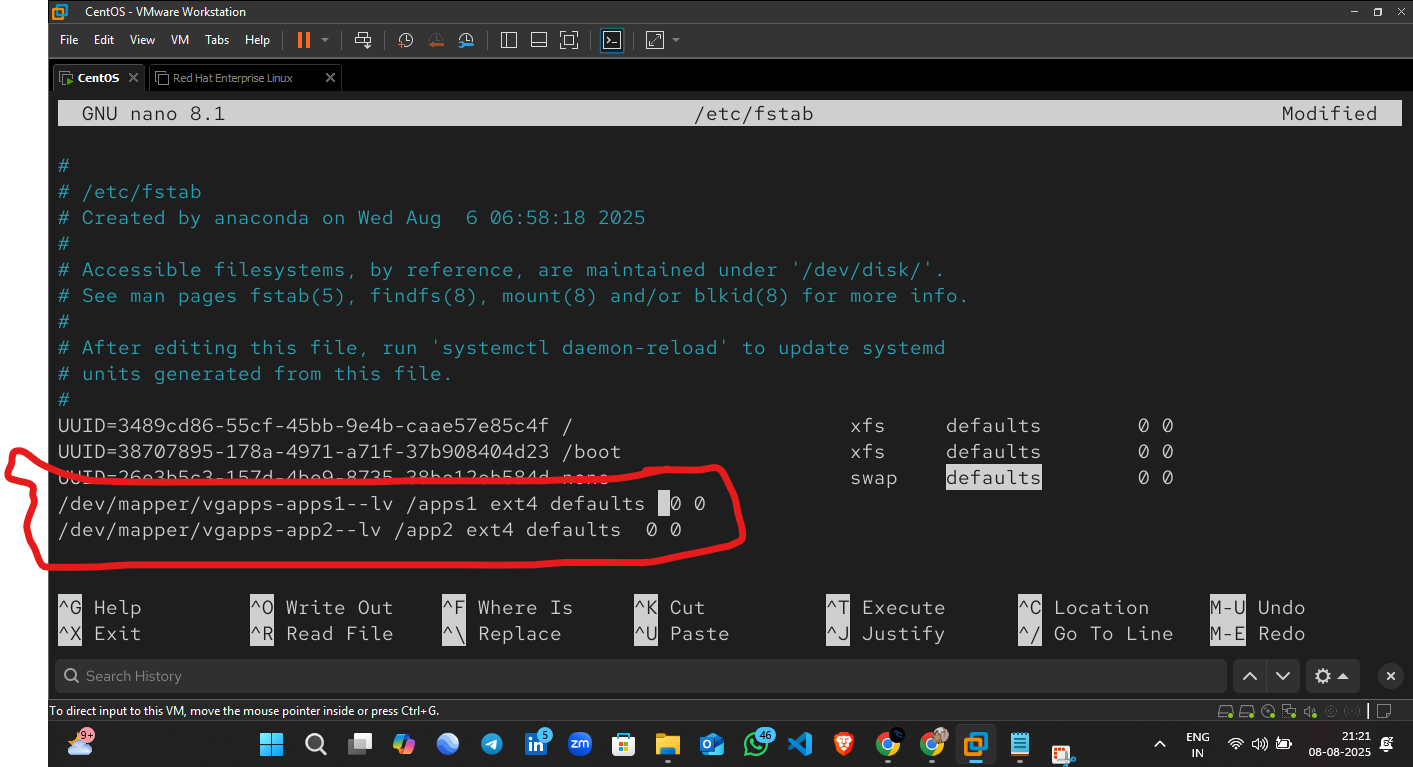 CentOS - VMware Workstation
File Edit View VM Tabs Help
CentOS Red Hat Enterprise Linux
GNU nano 8.1 /etc/fstab Modified
#
# /etc/fstab
# Created by anaconda on Wed Aug  6 06:58:18 2025
#
# Accessible filesystems, by reference, are maintained under '/dev/disk/'.
# See man pages fstab(5), findfs(8), mount(8) and/or blkid(8) for more info.
#
# After editing this file, run 'systemctl daemon-reload' to update systemd
# units generated from this file.
#
UUID=3489cd86-55cf-45bb-9e4b-caae57e85c4f / xfs defaults 0 0
UUID=38707895-178a-4971-a71f-37b908404d23 /boot xfs defaults 0 0
none swap defaults 0 0
/dev/mapper/vgapps-apps1--lv /apps1 ext4 defaults 0 0
/dev/mapper/vgapps-app2--lv /app2 ext4 defaults  0 0
^G Help ^O Write Out ^F Where Is ^K Cut ^T Execute ^C Location M-U Undo
^X Exit ^R Read File ^\ Replace ^U Paste ^J Justify ^/ Go To Line M-E Redo
Search History
To direct input to this VM, move the mouse pointer inside or press Ctrl+G.
9+ 5 zm 46 ENG IN 21:21
08-08-2025